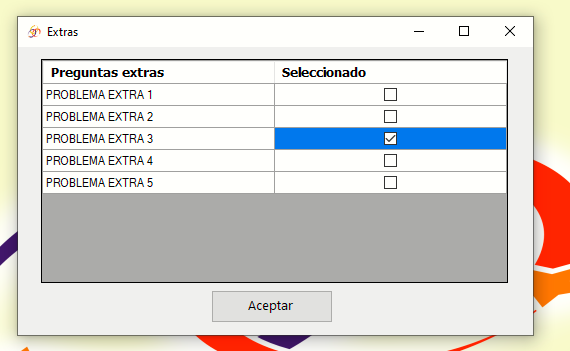 Extras
Preguntas extras Seleccionado
PROBLEMA EXTRA 1
PROBLEMA EXTRA 2
PROBLEMA EXTRA 3
PROBLEMA EXTRA 4
PROBLEMA EXTRA 5
Aceptar